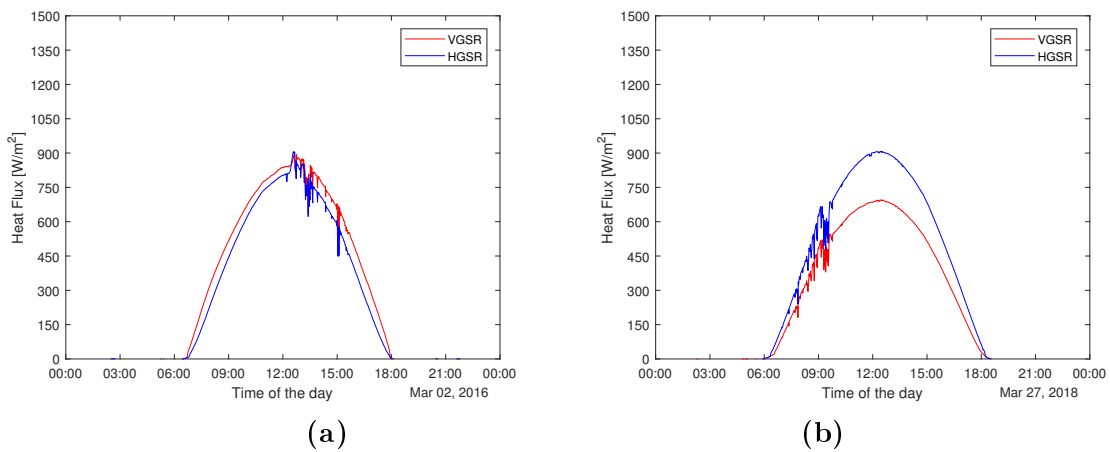 1500
1350
1200
1050
900
750
600
450
300
150
0
Heat Flux [W/m²]
VGSR
HGSR
00:00 03:00 06:00 09:00 12:00 15:00 18:00 21:00 00:00
Time of the day
Mar 02, 2016
(a)
1500
1350
1200
1050
900
750
600
450
300
150
0
Heat Flux [W/m²]
VGSR
HGSR
00:00 03:00 06:00 09:00 12:00 15:00 18:00 21:00 00:00
Time of the day
Mar 27, 2018
(b)